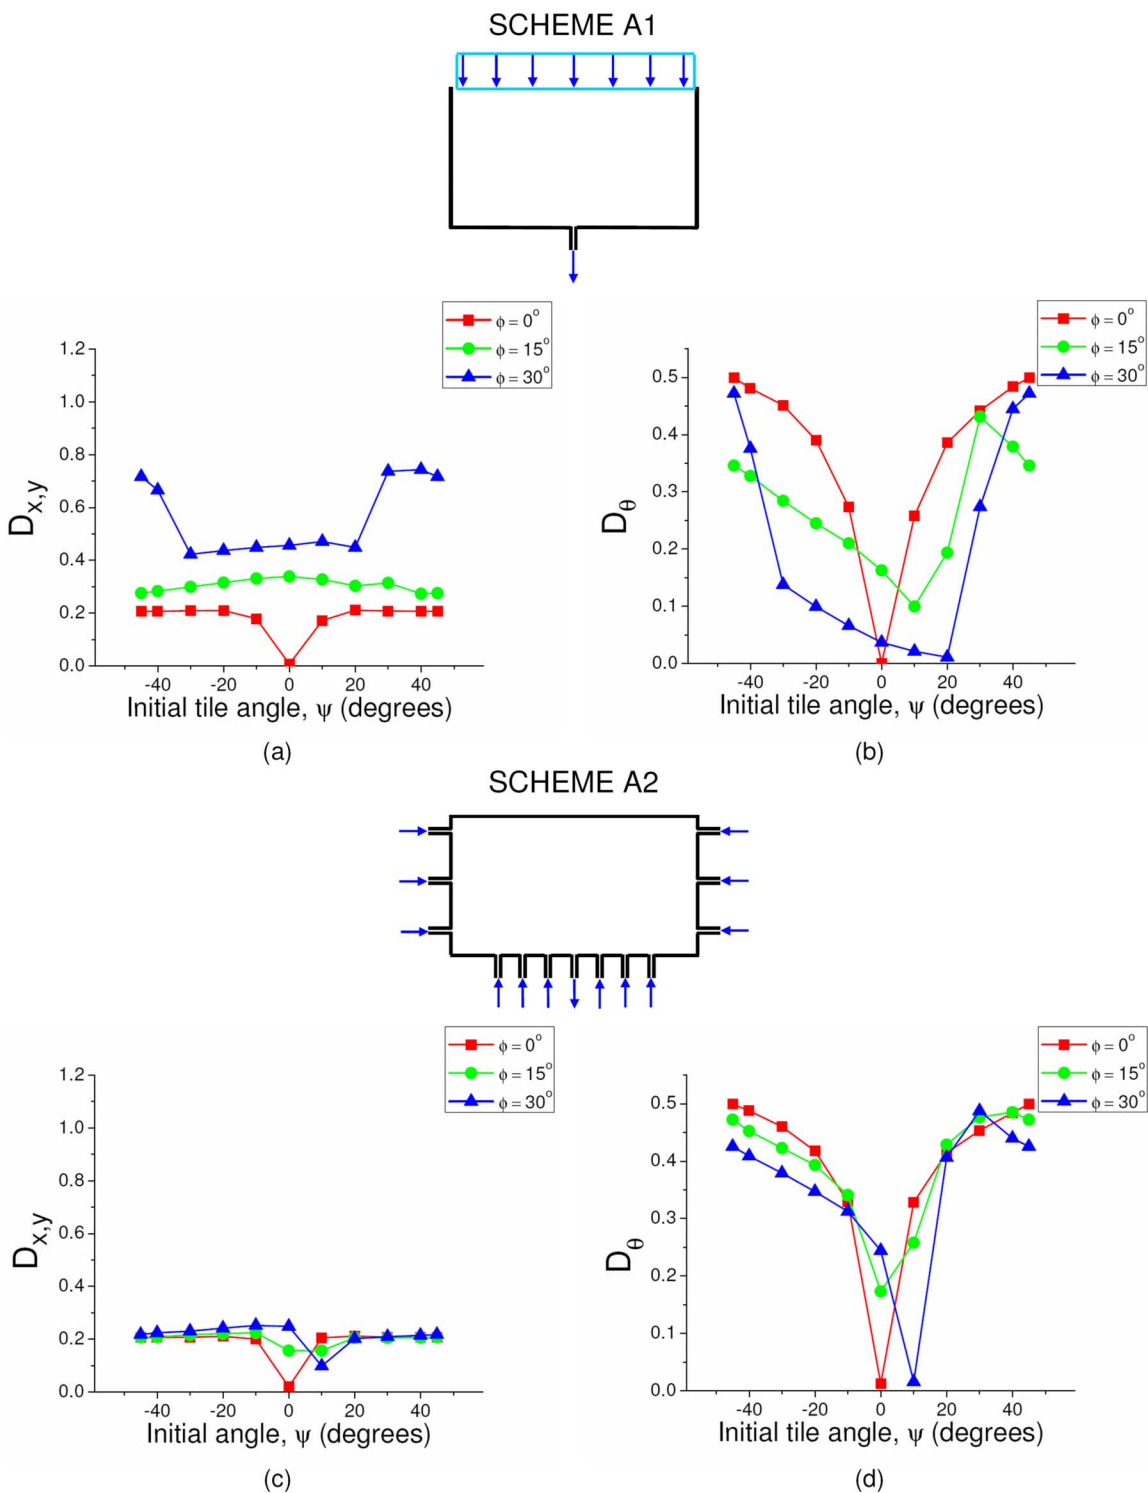 SCHEME A1
ϕ = 0°
ϕ = 15°
ϕ = 30°
1.2
1.0
0.8
0.6
0.4
0.2
0.0
D x,y
-40 -20 0 20 40
Initial tile angle, ψ (degrees)
(a)
ϕ = 0°
ϕ = 15°
ϕ = 30°
0.5
0.4
0.3
0.2
0.1
0.0
D θ
-40 -20 0 20 40
Initial tile angle, ψ (degrees)
(b)
SCHEME A2
ϕ = 0°
ϕ = 15°
ϕ = 30°
1.2
1.0
0.8
0.6
0.4
0.2
0.0
D x,y
-40 -20 0 20 40
Initial angle, ψ (degrees)
(c)
ϕ = 0°
ϕ = 15°
ϕ = 30°
0.5
0.4
0.3
0.2
0.1
0.0
D θ
-40 -20 0 20 40
Initial tile angle, ψ (degrees)
(d)